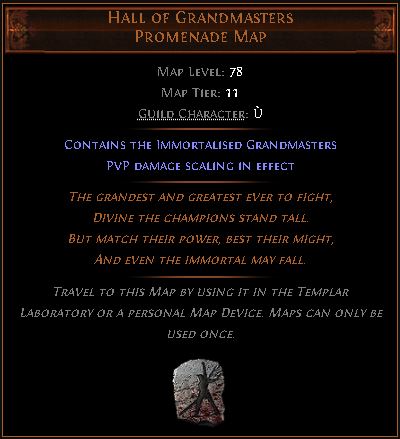 Hall of Grandmasters
Promenade Map
Map Level: 78
Map Tier: 11
Guild Character: Ù
Contains the Immortalised Grandmasters
PvP damage scaling in effect
The grandest and greatest ever to fight,
Divine the champions stand tall.
But match their power, best their might,
And even the immortal may fall.
Travel to this Map by using it in the Templar
Laboratory or a personal Map Device. Maps can only be
used once.